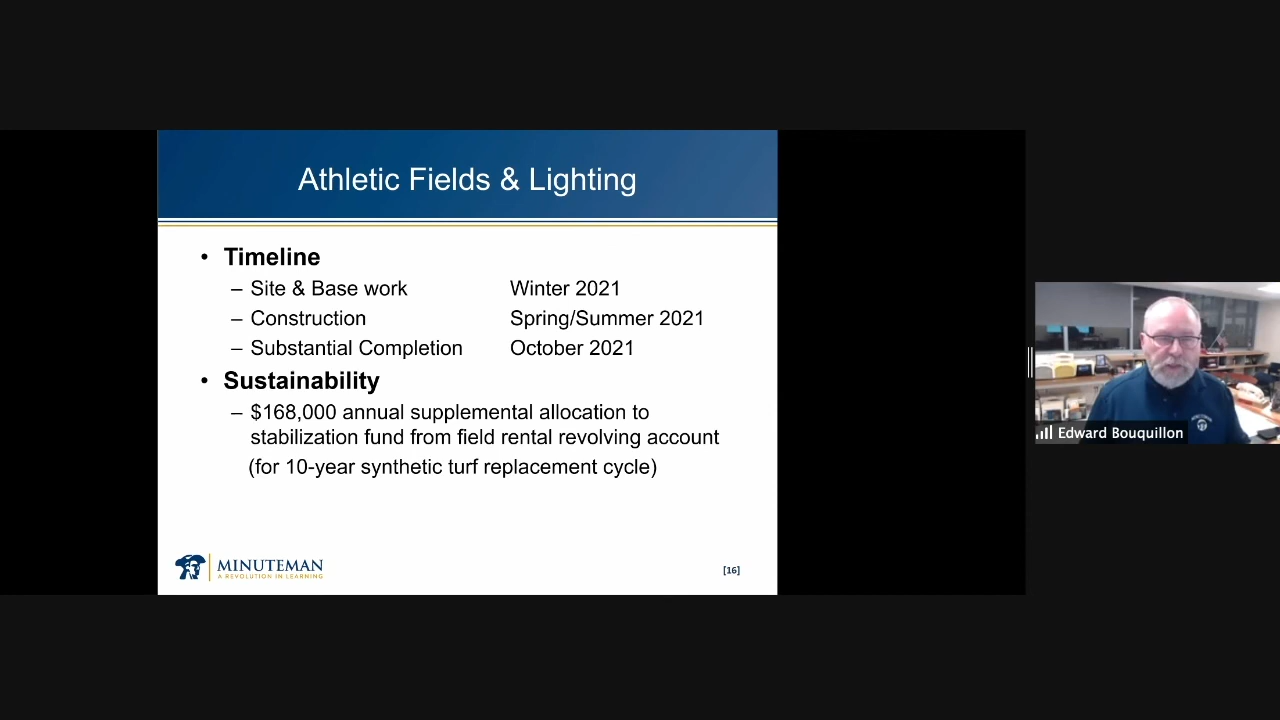 Athletic Fields & Lighting
• Timeline
– Site & Base work Winter 2021
– Construction Spring/Summer 2021
– Substantial Completion October 2021
• Sustainability
– $168,000 annual supplemental allocation to
stabilization fund from field rental revolving account
(for 10-year synthetic turf replacement cycle)
MINUTEMAN
A REVOLUTION IN LEARNING
[16]
Edward Bouquillon